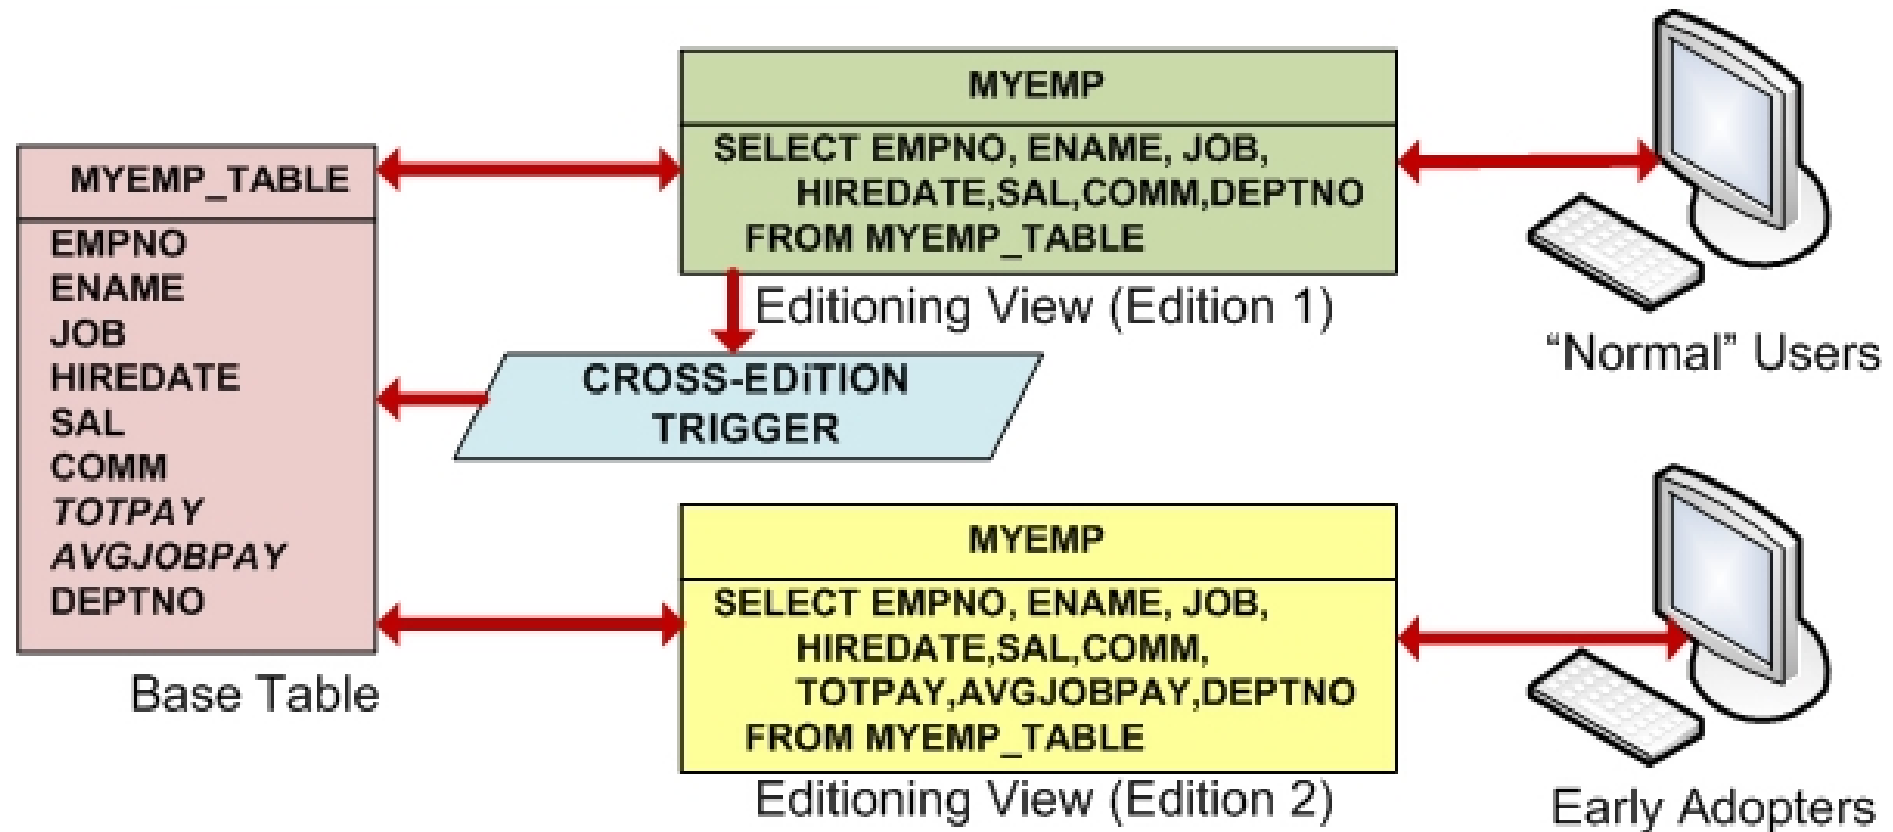 MYEMP_TABLE
EMPNO
ENAME
JOB
HIREDATE
SAL
COMM
TOTPAY
AVGJOBPAY
DEPTNO
Base Table
MYEMP
SELECT EMPNO, ENAME, JOB,
HIREDATE,SAL,COMM,DEPTNO
FROM MYEMP_TABLE
Editioning View (Edition 1)
CROSS-EDiTION
TRIGGER
MYEMP
SELECT EMPNO, ENAME, JOB,
HIREDATE,SAL,COMM,
TOTPAY,AVGJOBPAY,DEPTNO
FROM MYEMP_TABLE
Editioning View (Edition 2)
“Normal” Users
Early Adopters